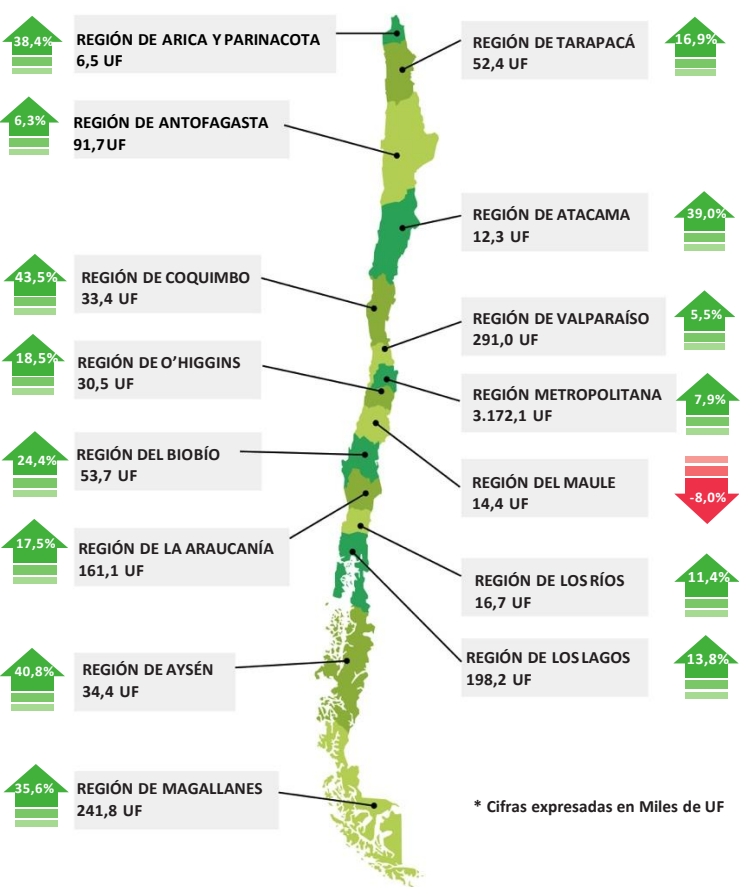 38,4%
REGIÓN DE ARICA Y PARINACOTA
6,5 UF
REGIÓN DE TARAPACÁ
52,4 UF
16,9%
6,3%
REGIÓN DE ANTOFAGASTA
91,7 UF
REGIÓN DE ATACAMA
12,3 UF
39,0%
43,5%
REGIÓN DE COQUIMBO
33,4 UF
REGIÓN DE VALPARAÍSO
291,0 UF
5,5%
18,5%
REGIÓN DE O’HIGGINS
30,5 UF
REGIÓN METROPOLITANA
3.172,1 UF
7,9%
24,4%
REGIÓN DEL BIOBÍO
53,7 UF
REGIÓN DEL MAULE
14,4 UF
-8,0%
17,5%
REGIÓN DE LA ARAUCANÍA
161,1 UF
REGIÓN DE LOS RÍOS
16,7 UF
11,4%
40,8%
REGIÓN DE AYSÉN
34,4 UF
REGIÓN DE LOS LAGOS
198,2 UF
13,8%
35,6%
REGIÓN DE MAGALLANES
241,8 UF
* Cifras expresadas en Miles de UF